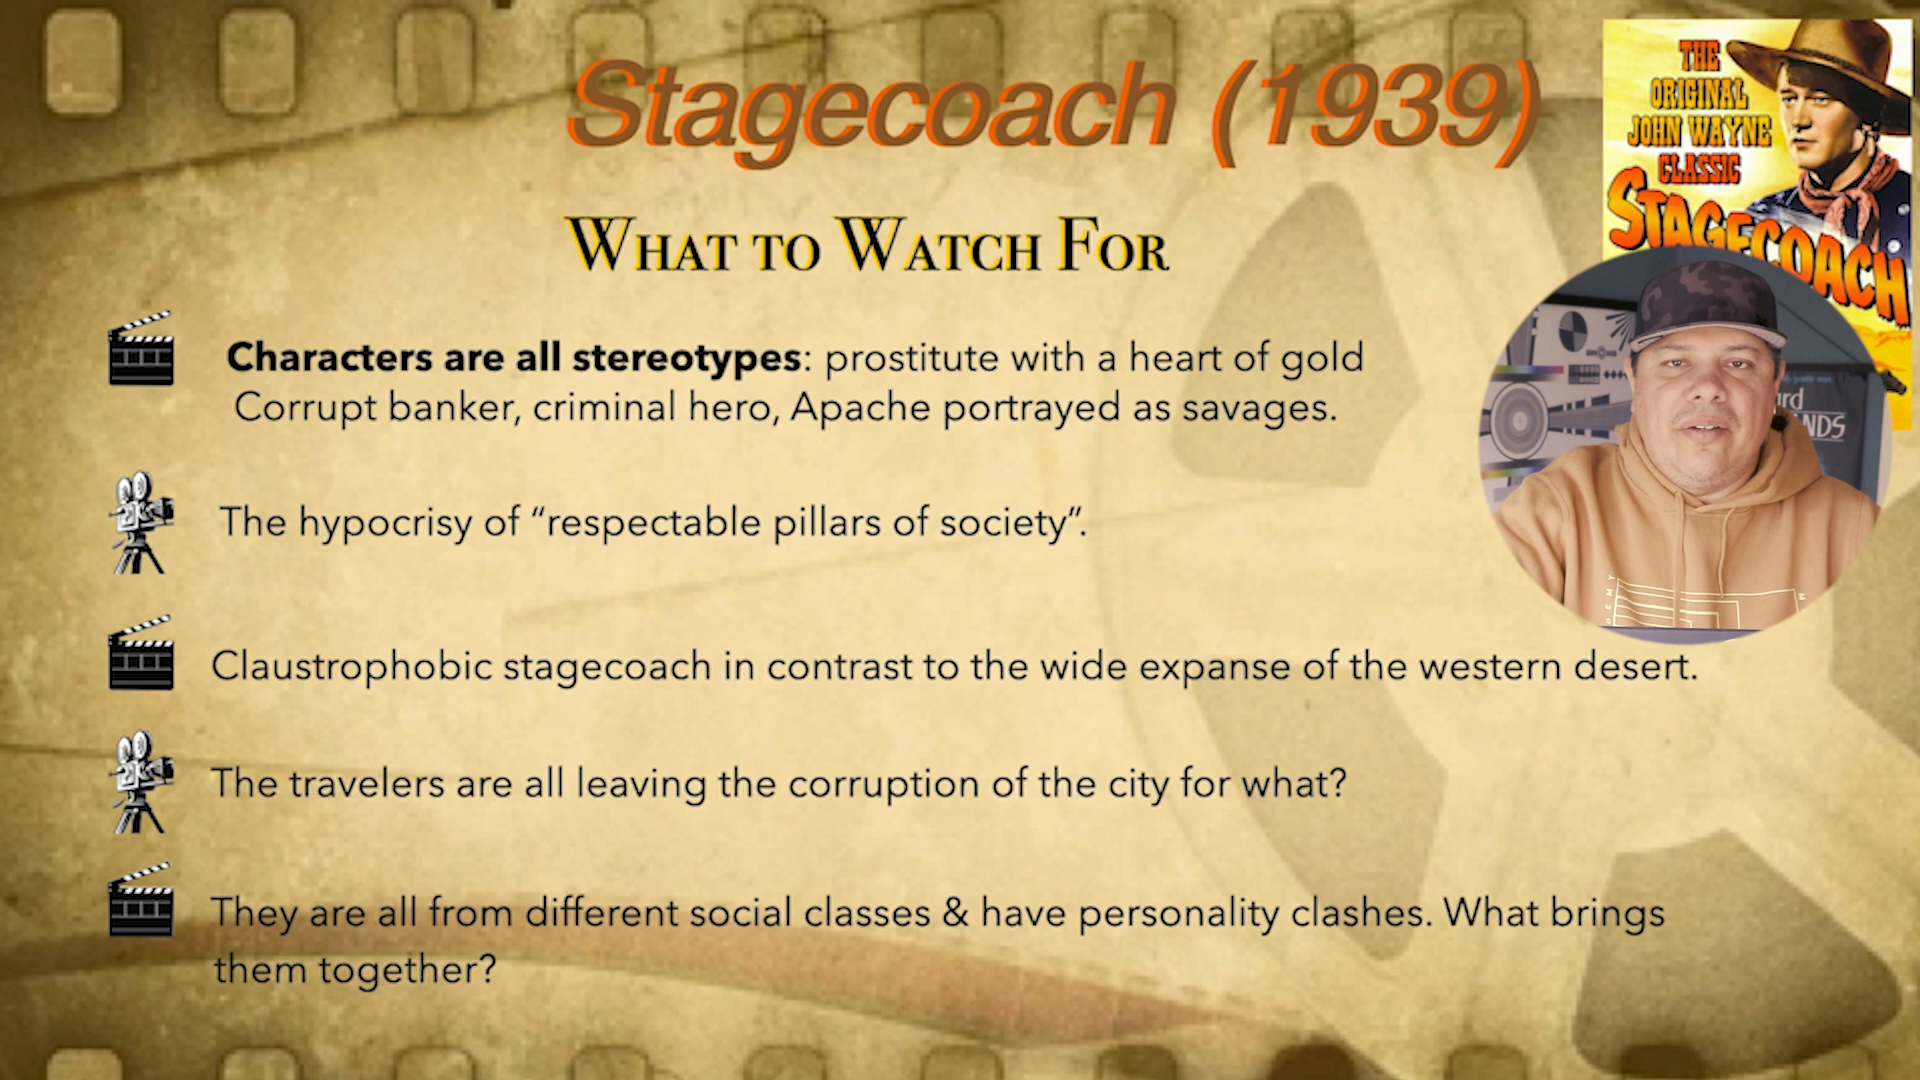 Stagecoach (1939)
THE
ORIGINAL
JOHN WAYNE
CLASSIC
STAGECOACH
WHAT TO WATCH FOR
Characters are all stereotypes: prostitute with a heart of gold
Corrupt banker, criminal hero, Apache portrayed as savages.
The hypocrisy of “respectable pillars of society”.
Claustrophobic stagecoach in contrast to the wide expanse of the western desert.
The travelers are all leaving the corruption of the city for what?
They are all from different social classes & have personality clashes. What brings
them together?